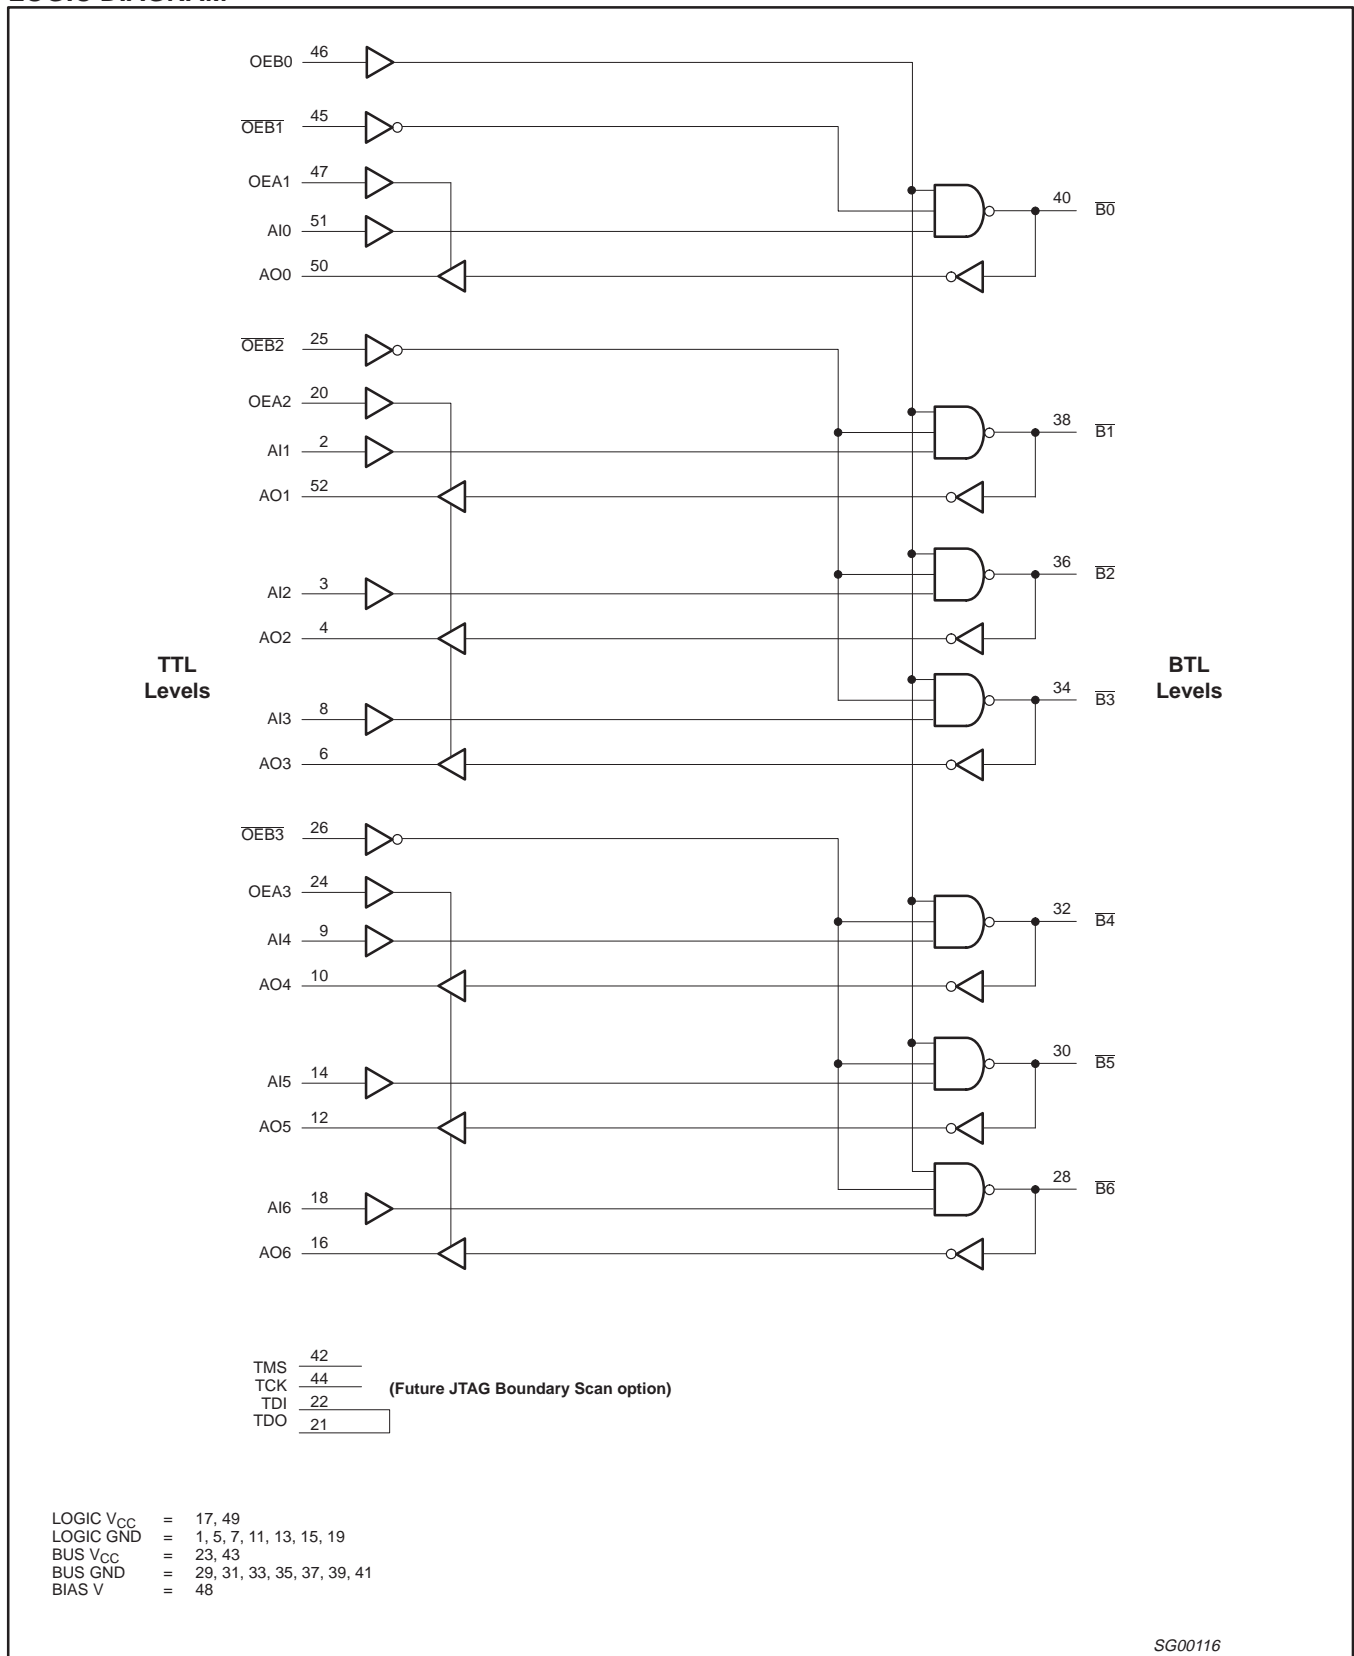 LOGIC DIAGRAM
OEB0 46
OEB1 45
OEA1 47
AI0 51
AO0 50
40 B0
OEB2 25
OEA2 20
AI1 2
AO1 52
38 B1
AI2 3
AO2 4
36 B2
TTL
Levels
BTL
Levels
AI3 8
AO3 6
34 B3
OEB3 26
OEA3 24
AI4 9
AO4 10
32 B4
AI5 14
AO5 12
30 B5
AI6 18
AO6 16
28 B6
TMS 42
TCK 44
TDI 22
TDO 21
(Future JTAG Boundary Scan option)
LOGIC VCC = 17, 49
LOGIC GND = 1, 5, 7, 11, 13, 15, 19
BUS VCC = 23, 43
BUS GND = 29, 31, 33, 35, 37, 39, 41
BIAS V = 48
SG00116